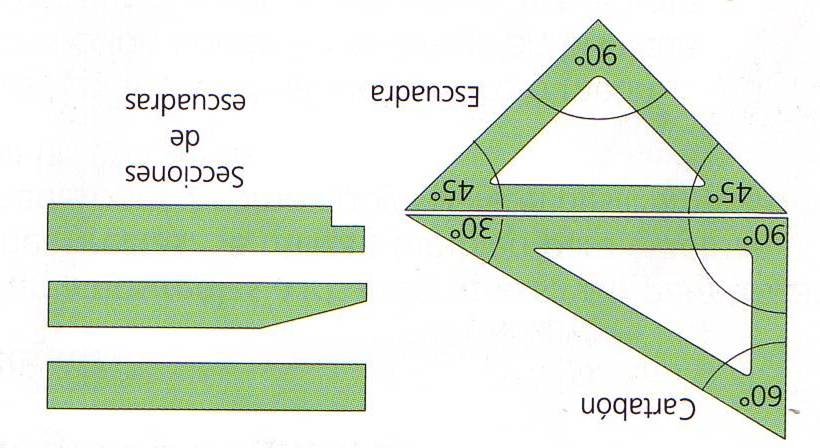 Cartabón
60°
90°
30°
45°
45°
Escuadra
90°
Secciones
de
escuadras